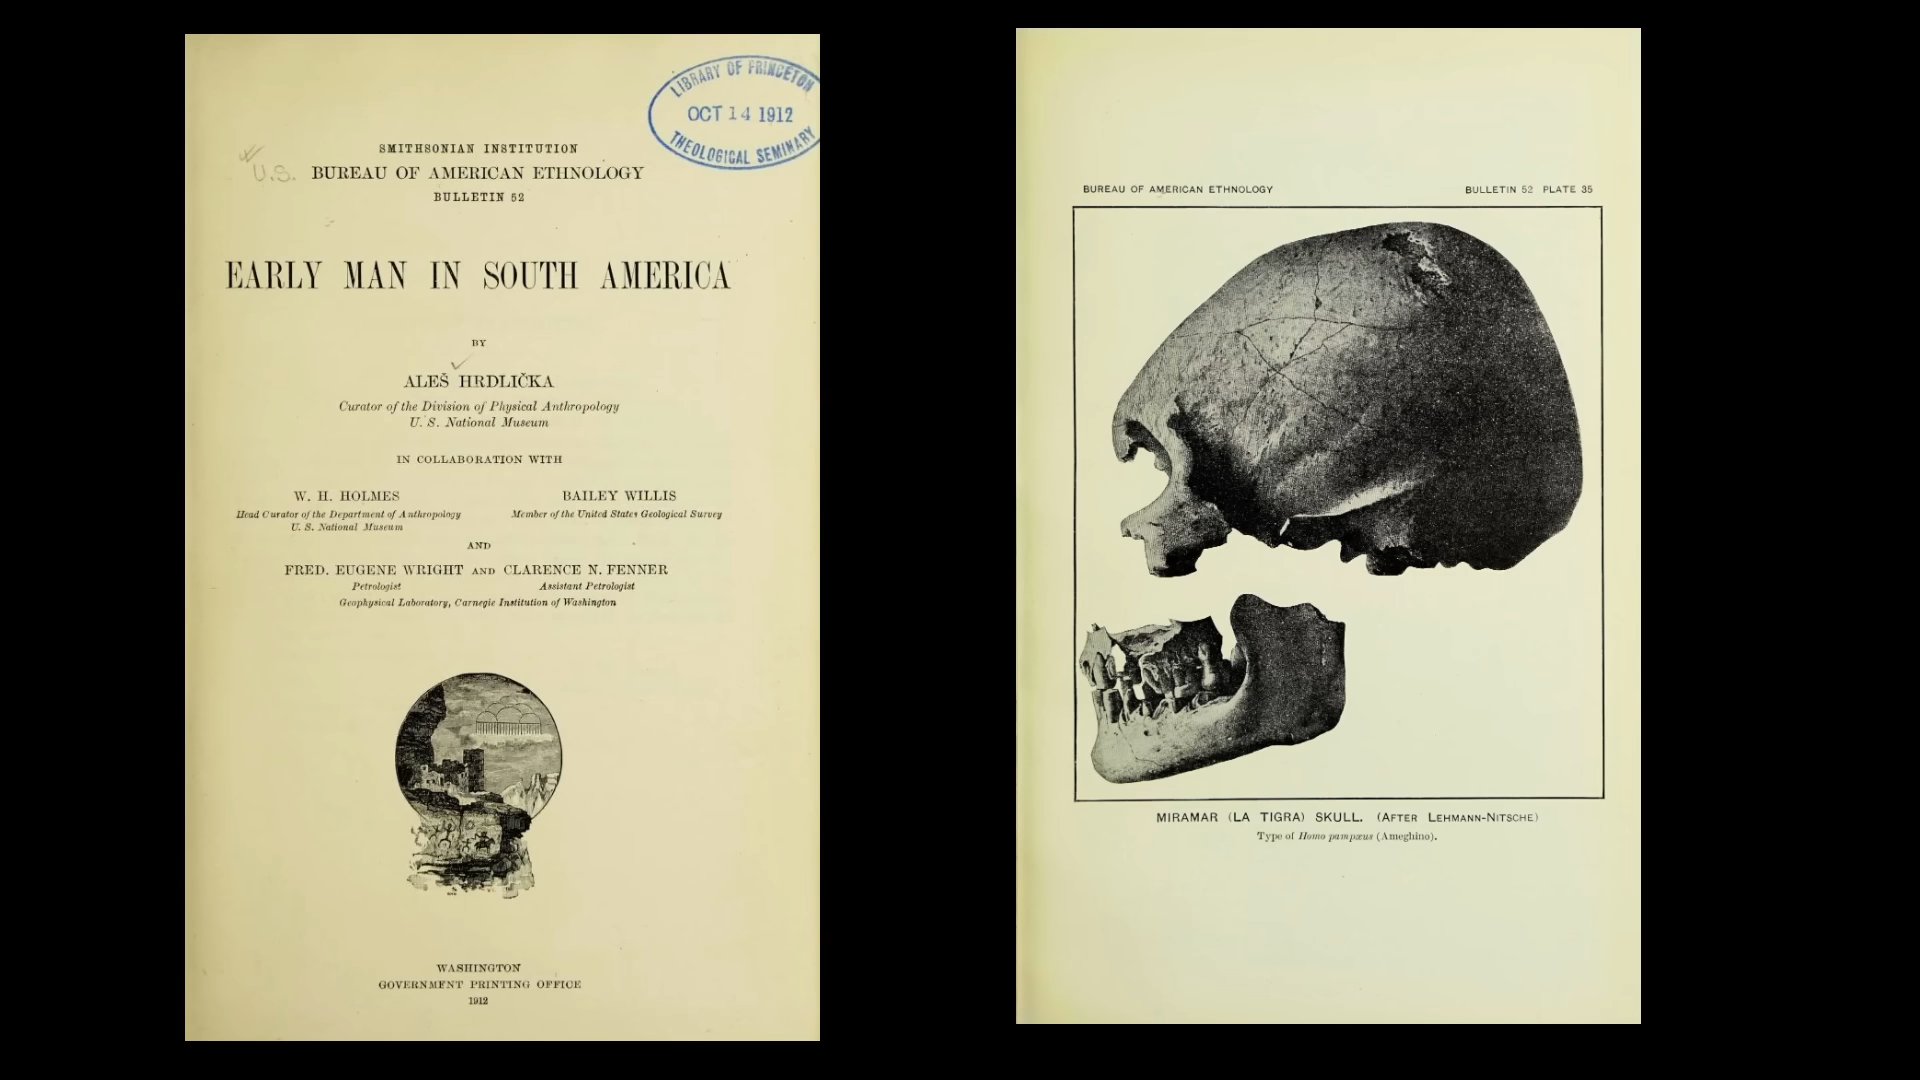 LIBRARY OF PRINCETON
OCT 14 1912
THEOLOGICAL SEMINARY
U.S.
SMITHSONIAN INSTITUTION
BUREAU OF AMERICAN ETHNOLOGY
BULLETIN 52
EARLY MAN IN SOUTH AMERICA
BY
ALEŠ HRDLIČKA
Curator of the Division of Physical Anthropology
U. S. National Museum
IN COLLABORATION WITH
W. H. HOLMES
Head Curator of the Department of Anthropology
U. S. National Museum
BAILEY WILLIS
Member of the United States Geological Survey
AND
FRED. EUGENE WRIGHT AND CLARENCE N. FENNER
Petrologist Assistant Petrologist
Geophysical Laboratory, Carnegie Institution of Washington
WASHINGTON
GOVERNMENT PRINTING OFFICE
1912
BUREAU OF AMERICAN ETHNOLOGY BULLETIN 52 PLATE 35
MIRAMAR (LA TIGRA) SKULL. (AFTER LEHMANN-NITSCHE)
Type of Homo pampæus (Ameghino).